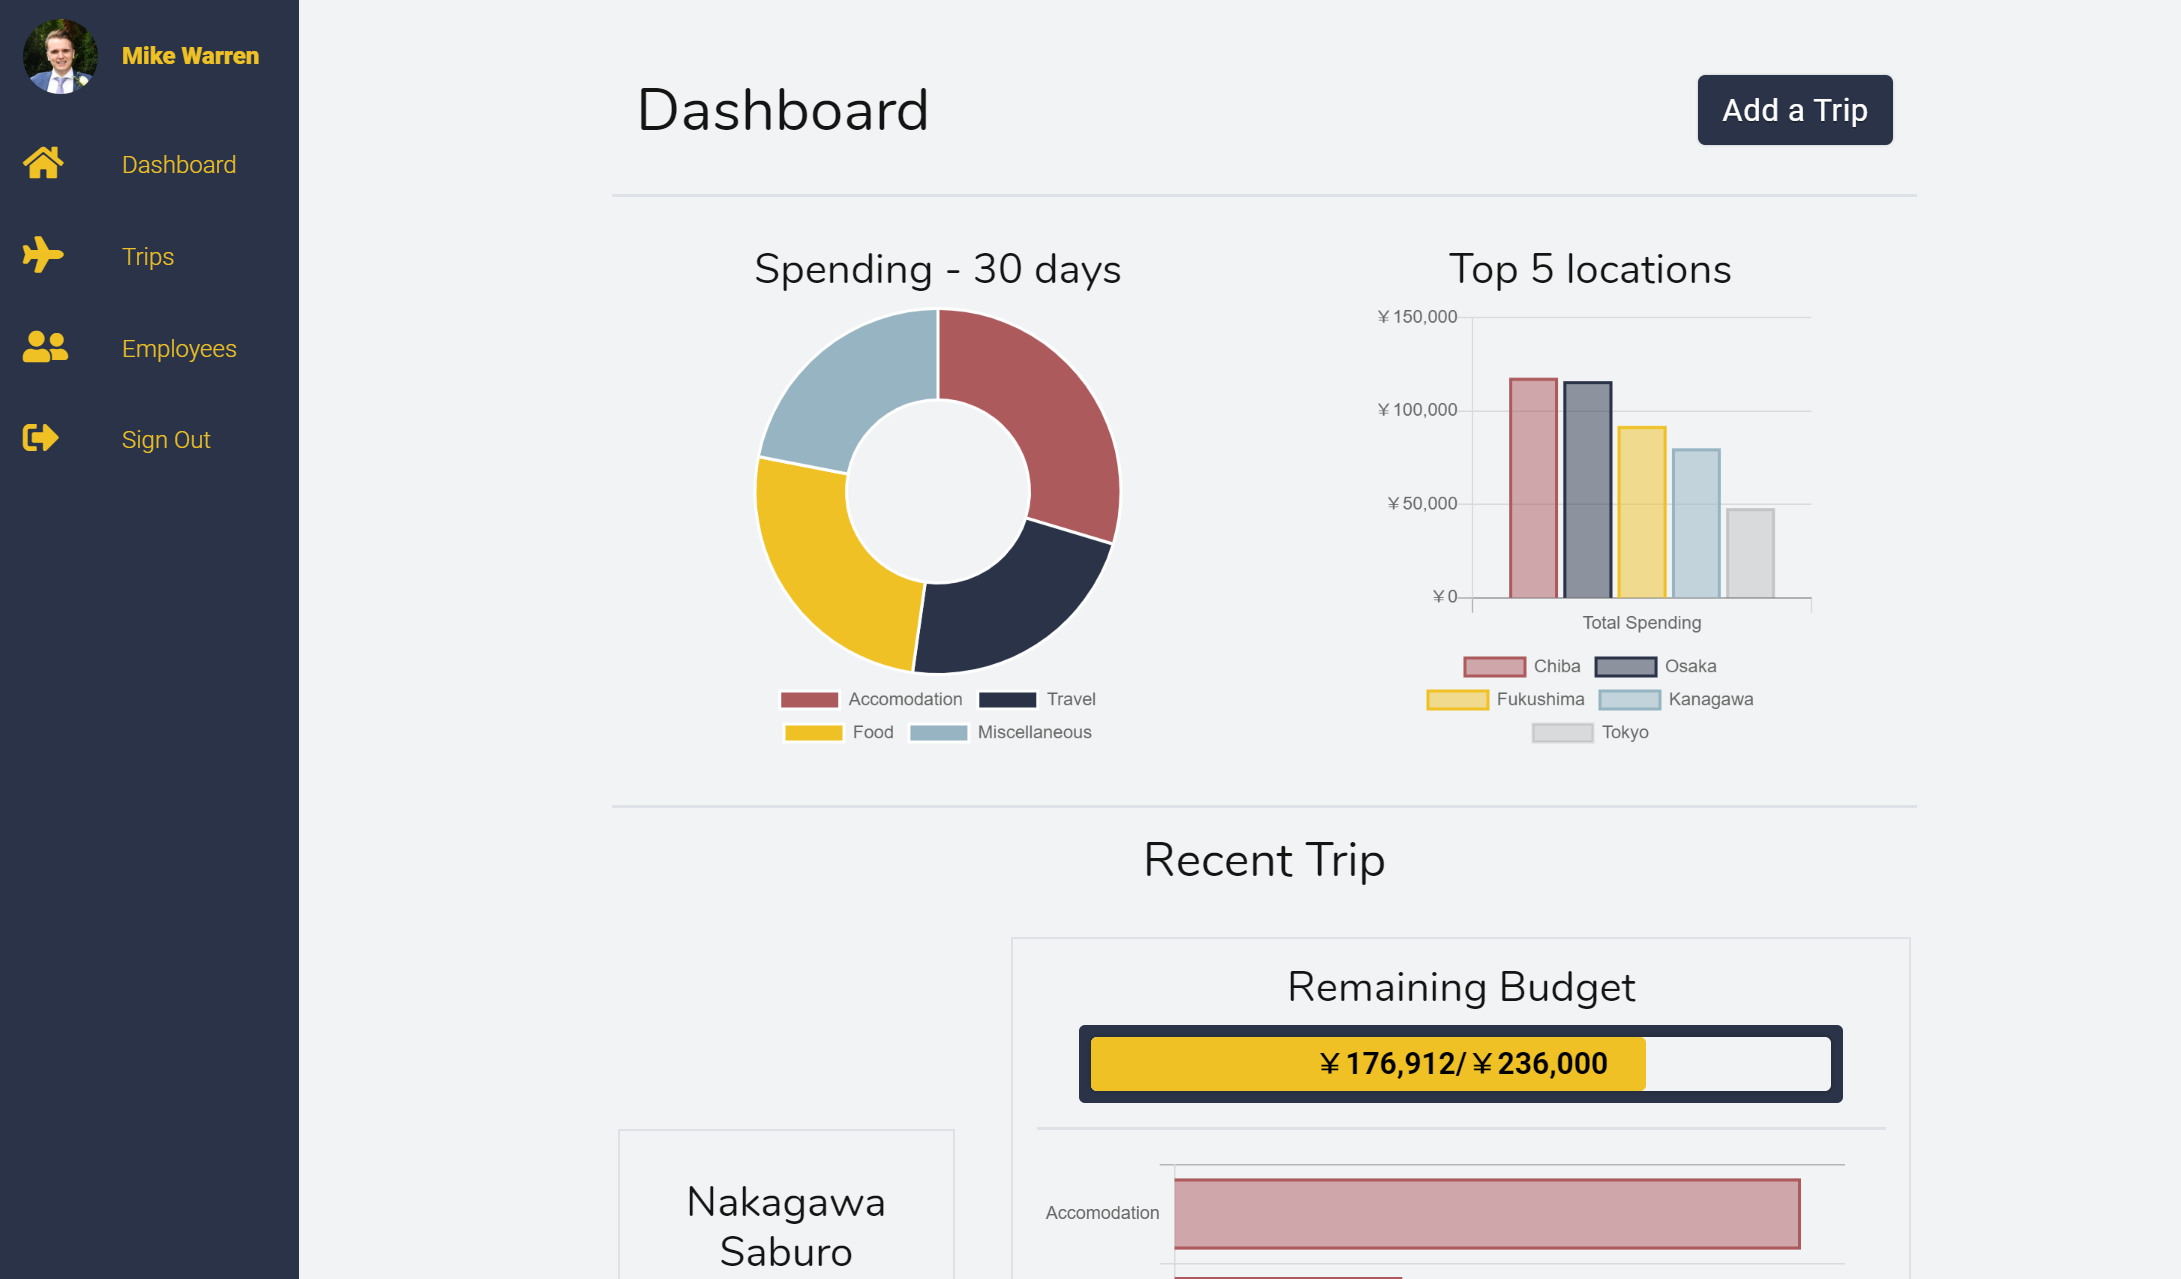 Mike Warren
Dashboard
Trips
Employees
Sign Out
Dashboard
Add a Trip
Spending - 30 days
Accomodation
Travel
Food
Miscellaneous
Top 5 locations
¥150,000
¥100,000
¥50,000
¥0
Total Spending
Chiba
Osaka
Fukushima
Kanagawa
Tokyo
Recent Trip
Nakagawa
Saburo
Remaining Budget
¥176,912/¥236,000
Accomodation